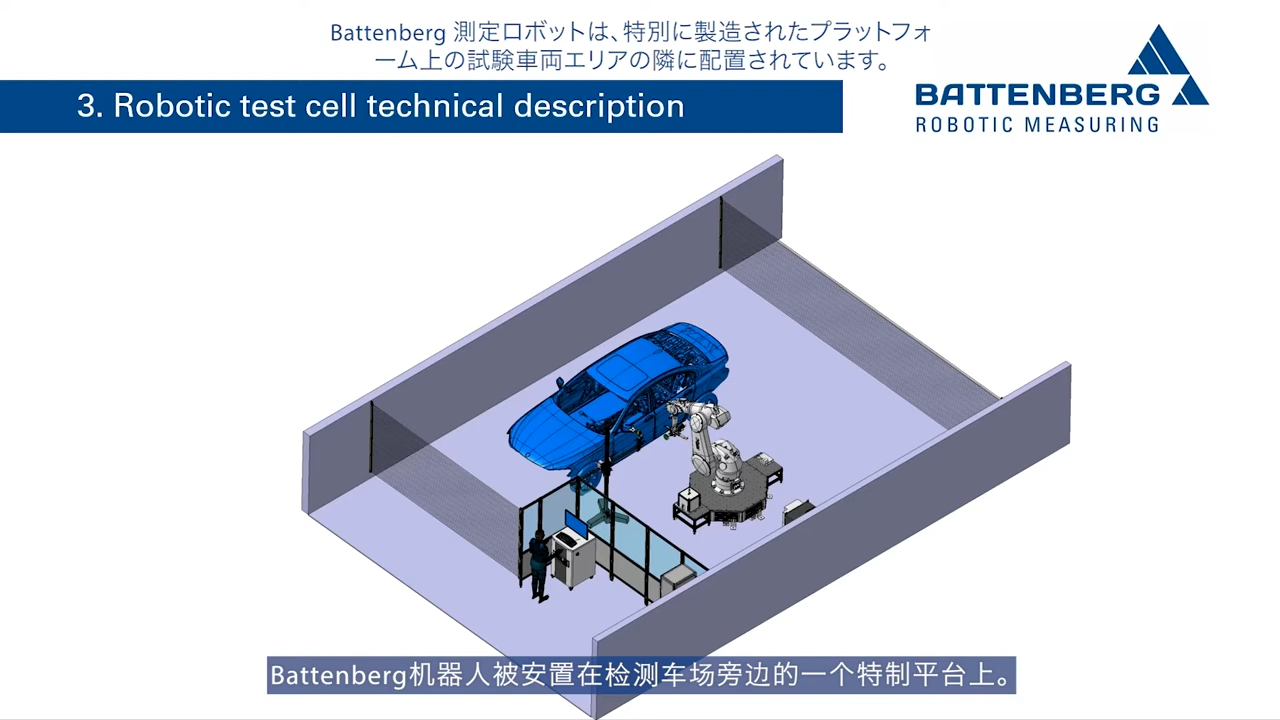 Battenberg 測定ロボットは、特別に製造されたプラットフォ
ーム上の試験車両エリアの隣に配置されています。
3. Robotic test cell technical description
BATTENBERG
ROBOTIC MEASURING
Battenberg机器人被安置在检测车场旁边的一个特制平台上。